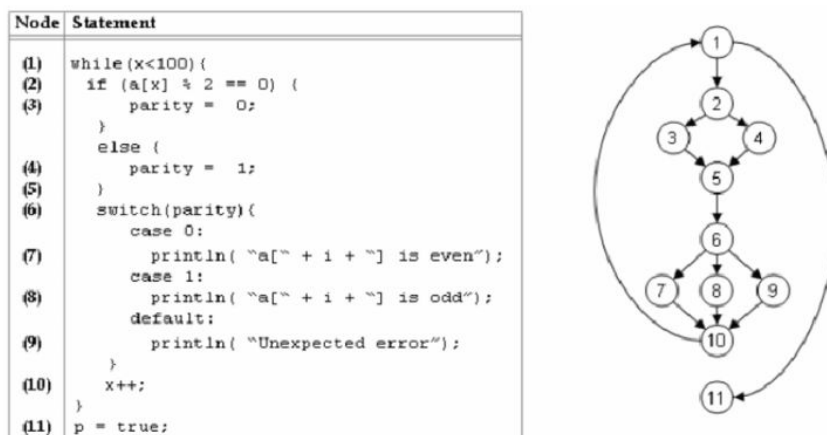 Node Statement
(1) while(x<100){
(2) if (a[x] % 2 == 0) {
(3) parity = 0;
}
else {
(4) parity = 1;
(5) }
(6) switch(parity){
case 0:
(7) println( "a[" + i + "] is even");
case 1:
(8) println( "a[" + i + "] is odd");
default:
(9) println( "Unexpected error");
}
(10) x++;
}
(11) p = true;
1
2
3 4
5
6
7 8 9
10
11